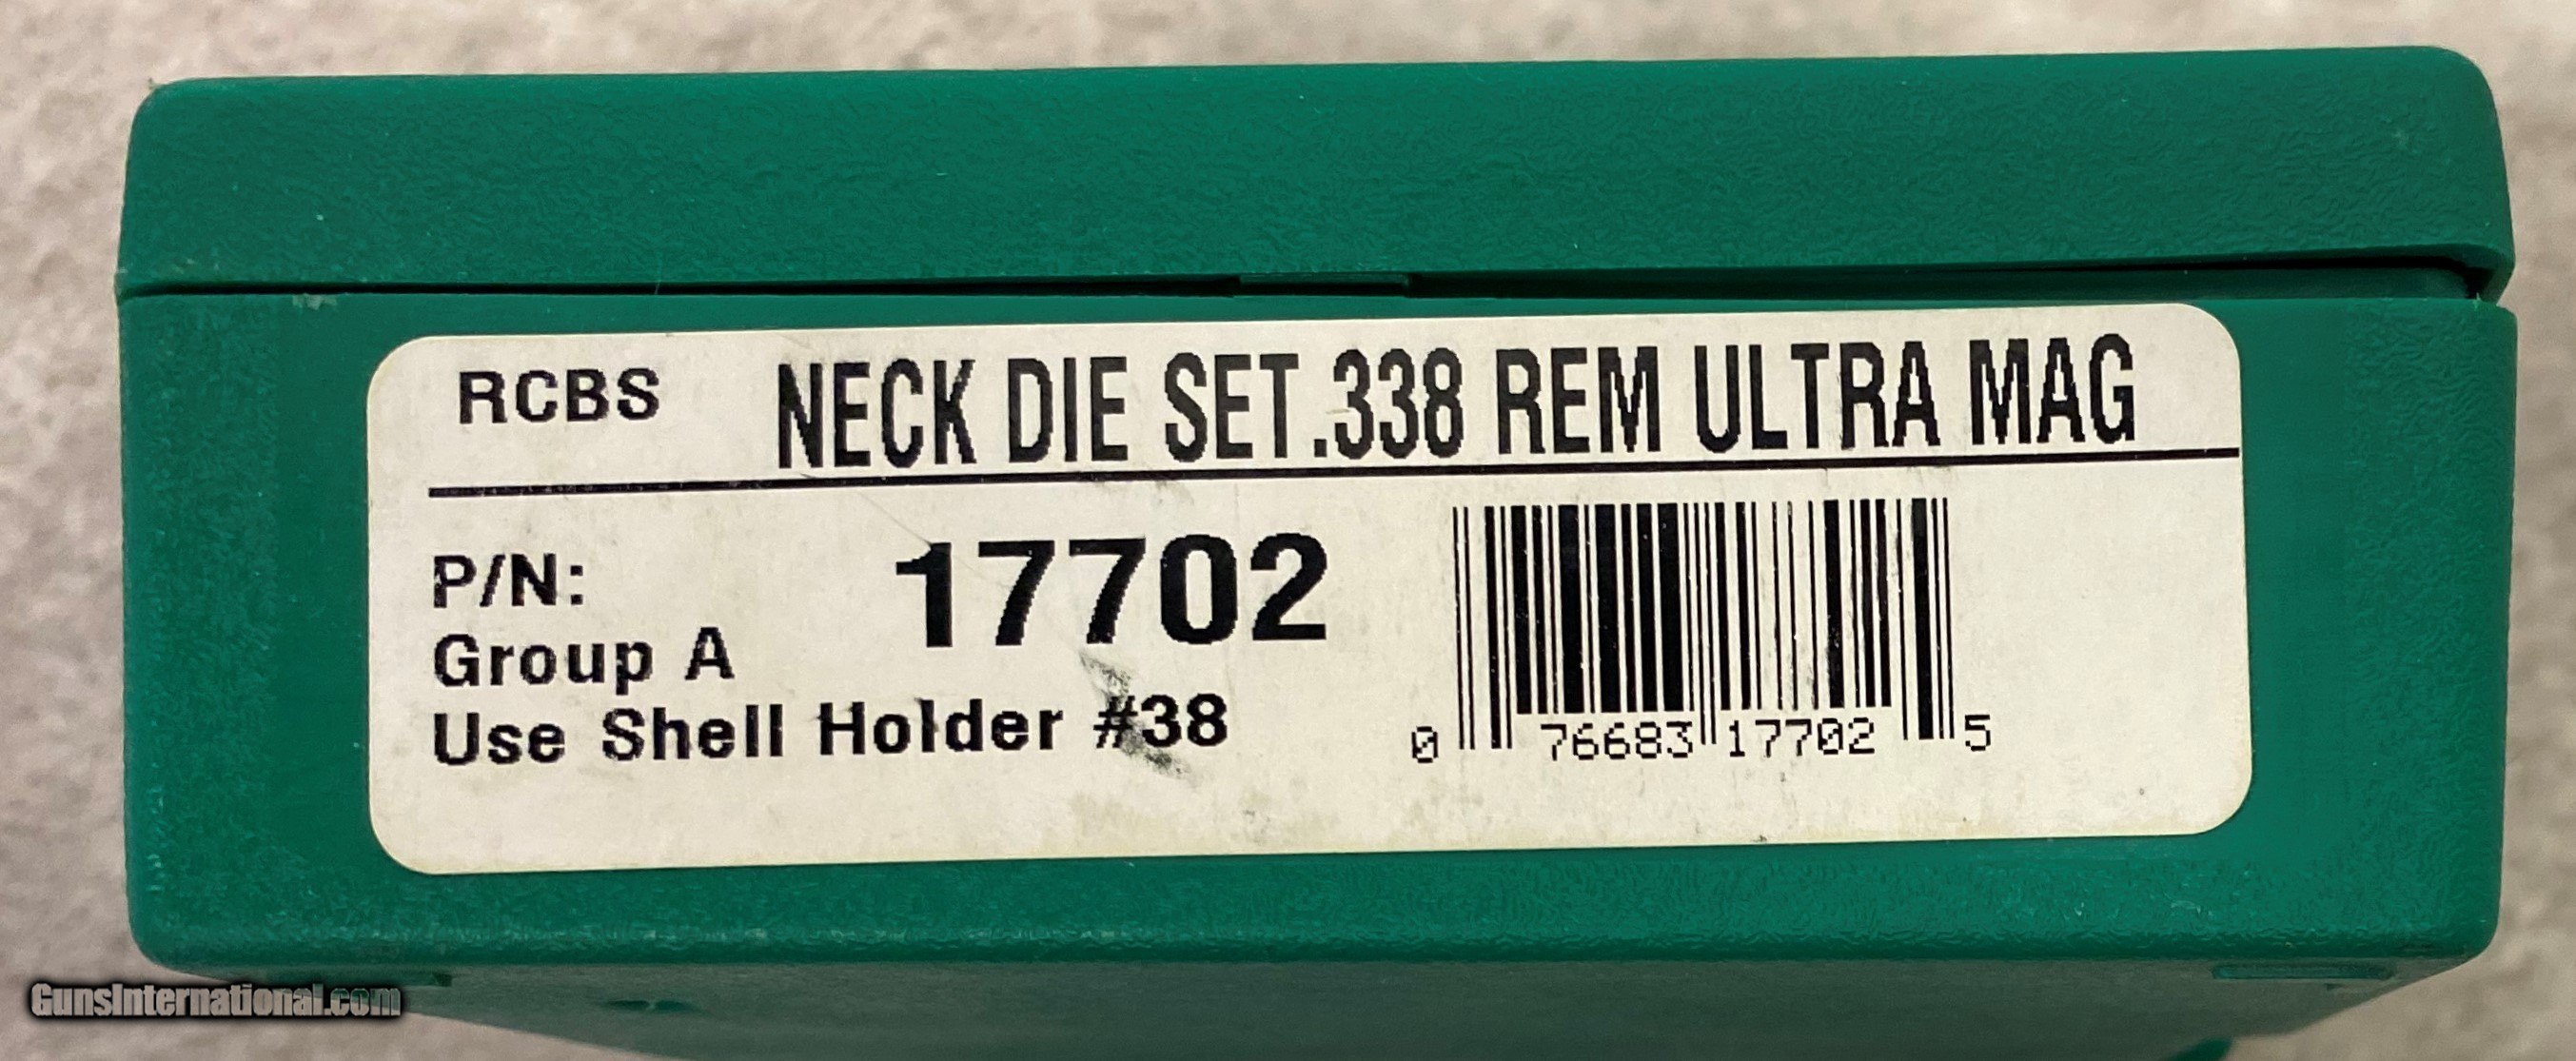 RCBS NECK DIE SET .338 REM ULTRA MAG
P/N: 17702
Group A
Use Shell Holder #38
0 76683 17702 5
GunsInternational.com